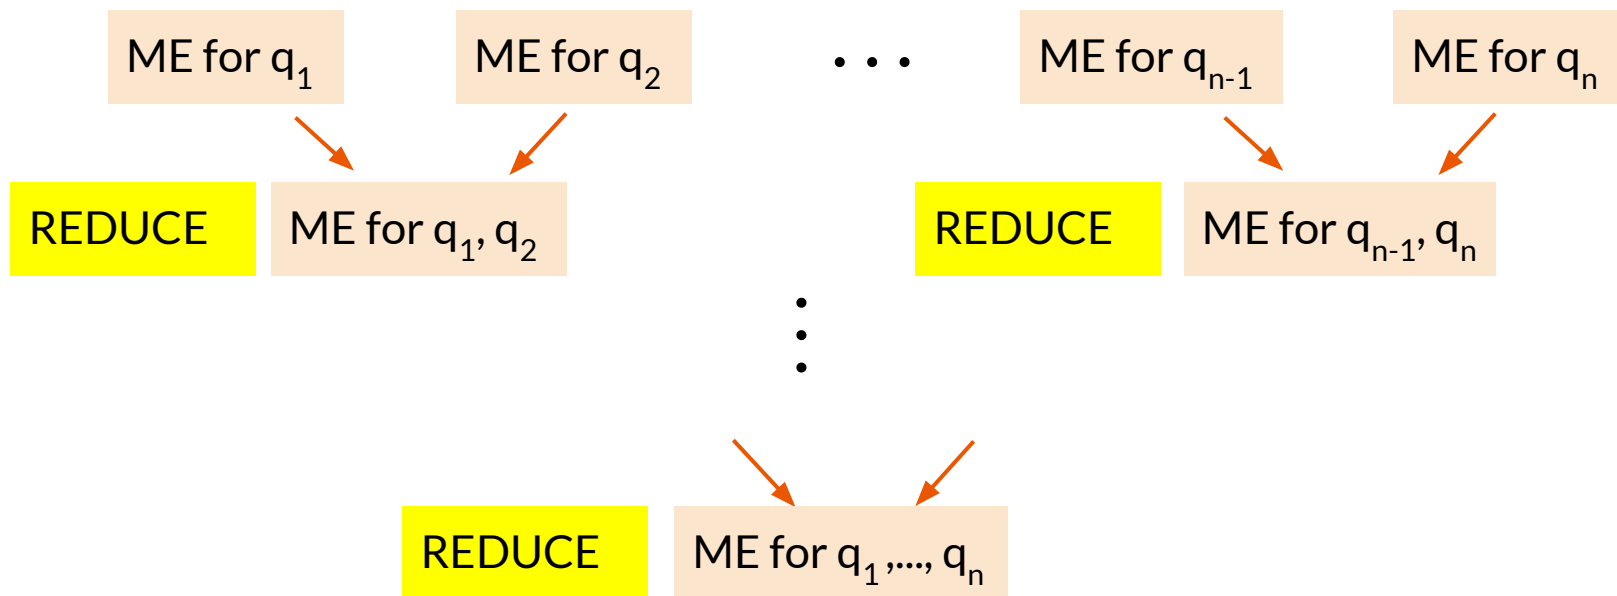 ME for q₁ ME for q₂ . . . ME for qₙ₋₁ ME for qₙ
REDUCE ME for q₁, q₂ REDUCE ME for qₙ₋₁, qₙ
REDUCE ME for q₁,..., qₙ